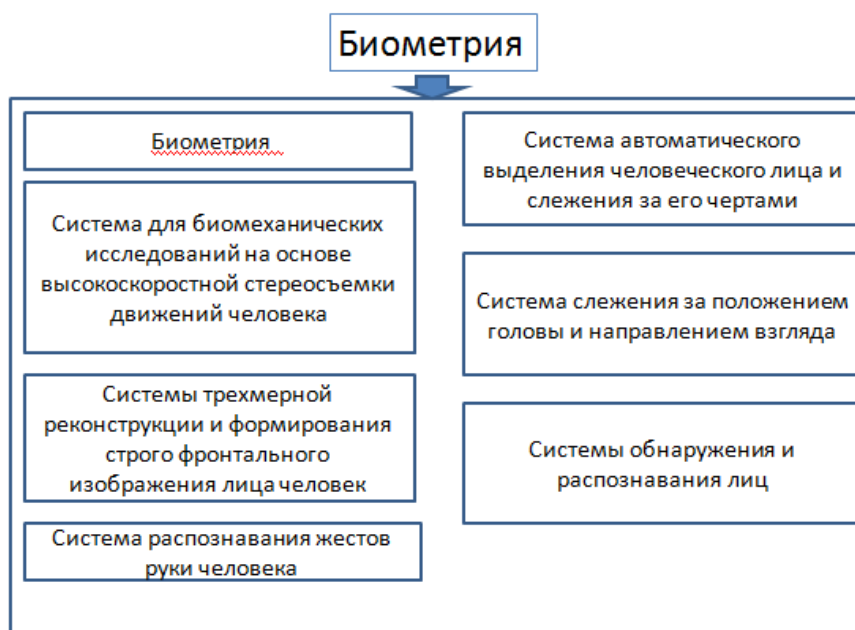 Биометрия
Биометрия
Система для биомеханических
исследований на основе
высокоскоростной стереосъемки
движений человека
Системы трехмерной
реконструкции и формирования
строго фронтального
изображения лица человек
Система распознавания жестов
руки человека
Система автоматического
выделения человеческого лица и
слежения за его чертами
Система слежения за положением
головы и направлением взгляда
Системы обнаружения и
распознавания лиц